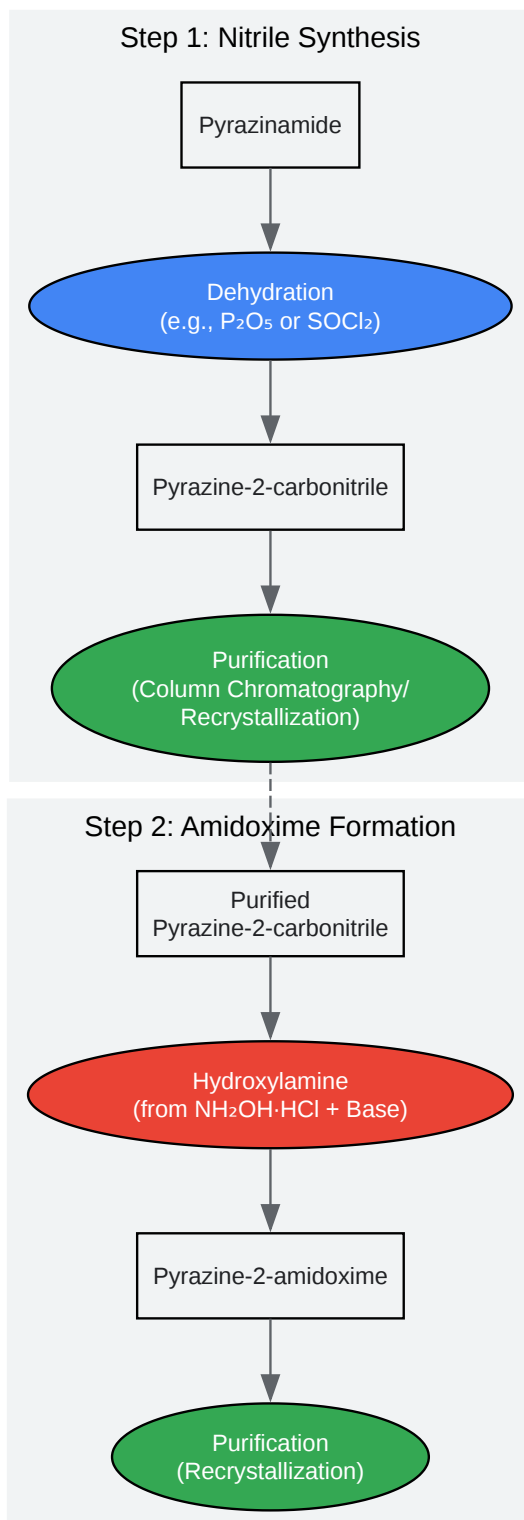 Step 1: Nitrile Synthesis
Pyrazinamide
Dehydration
(e.g., P₂O₅ or SOCl₂)
Pyrazine-2-carbonitrile
Purification
(Column Chromatography/
Recrystallization)
Step 2: Amidoxime Formation
Purified
Pyrazine-2-carbonitrile
Hydroxylamine
(from NH₂OH·HCl + Base)
Pyrazine-2-amidoxime
Purification
(Recrystallization)